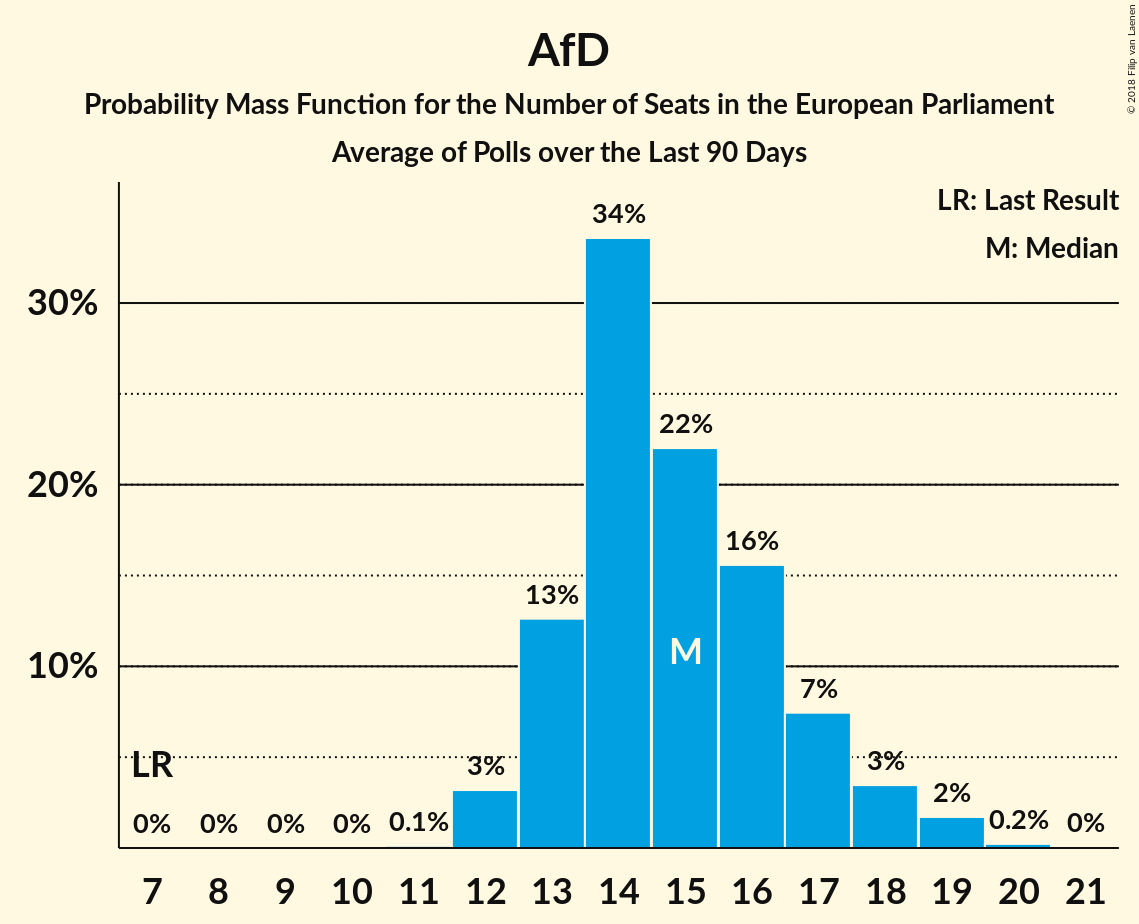 AfD
Probability Mass Function for the Number of Seats in the European Parliament
Average of Polls over the Last 90 Days
© 2018 Filip van Laenen
LR: Last Result
M: Median
34%
30%
22%
20%
16%
13%
M
10%
7%
LR
3%
3%
2%
0%
0%
0%
0%
0.1%
0.2%
0%
7 8 9 10 11 12 13 14 15 16 17 18 19 20 21